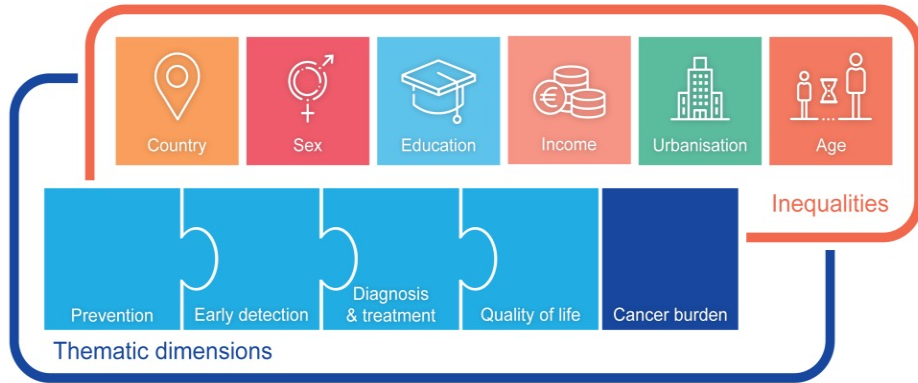 Country
Sex
Education
Income
Urbanisation
Age
Inequalities
Prevention
Early detection
Diagnosis
& treatment
Quality of life
Cancer burden
Thematic dimensions